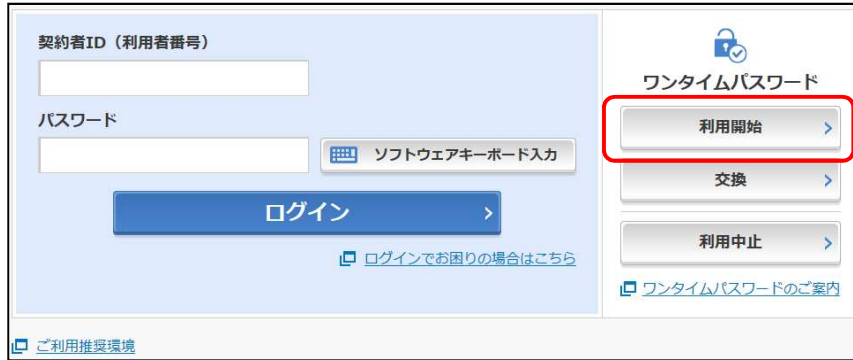 契約者ID（利用者番号）
パスワード
ソフトウェアキーボード入力
ログイン
ログインでお困りの場合はこちら
ワンタイムパスワード
利用開始
交換
利用中止
ワンタイムパスワードのご案内
ご利用推奨環境